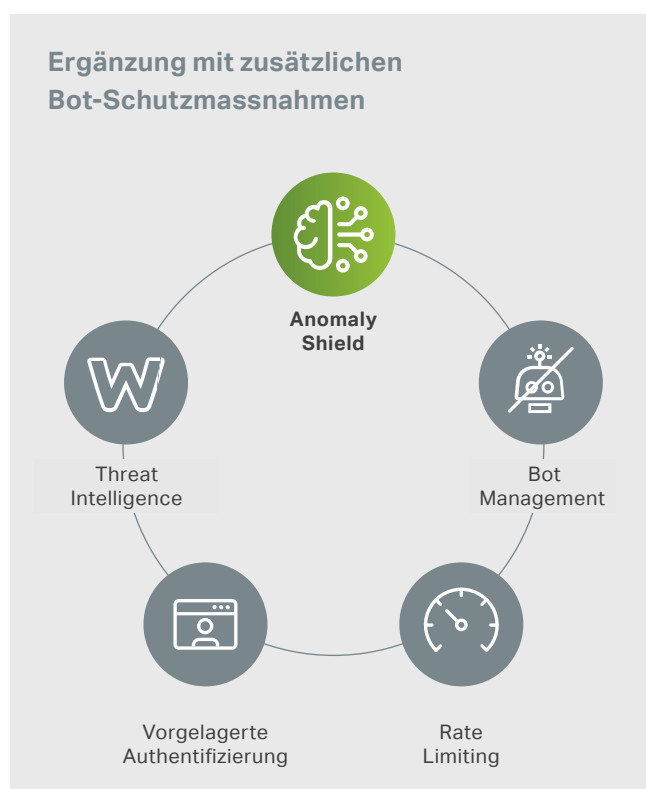 Ergänzung mit zusätzlichen
Bot-Schutzmassnahmen
Anomaly
Shield
W
Threat
Intelligence
Bot
Management
Vorgelagerte
Authentifizierung
Rate
Limiting